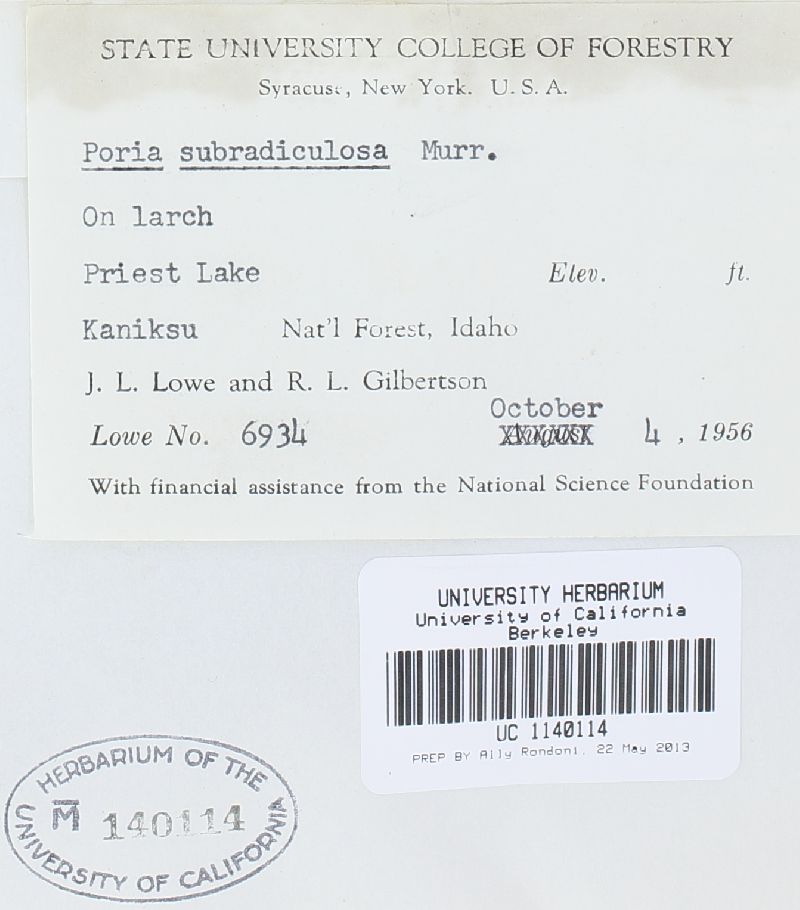 STATE UNIVERSITY COLLEGE OF FORESTRY
Syracuse, New York. U. S. A.
Poria subradiculosa Murr.
On larch
Priest Lake Elev. ft.
Kaniksu Nat'l Forest, Idaho
J. L. Lowe and R. L. Gilbertson
October
Lowe No. 6934 August 4, 1956
With financial assistance from the National Science Foundation
UNIVERSITY HERBARIUM
University of California
Berkeley
UC 1140114
PREP BY Ally Rondoni. 22 May 2013
HERBARIUM OF THE
M̅ 140114
UNIVERSITY OF CALIFORNIA